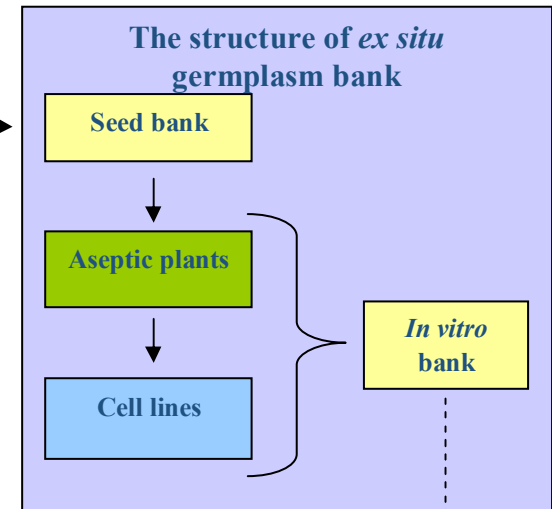 The structure of ex situ
germplasm bank
Seed bank
Aseptic plants
Cell lines
In vitro
bank